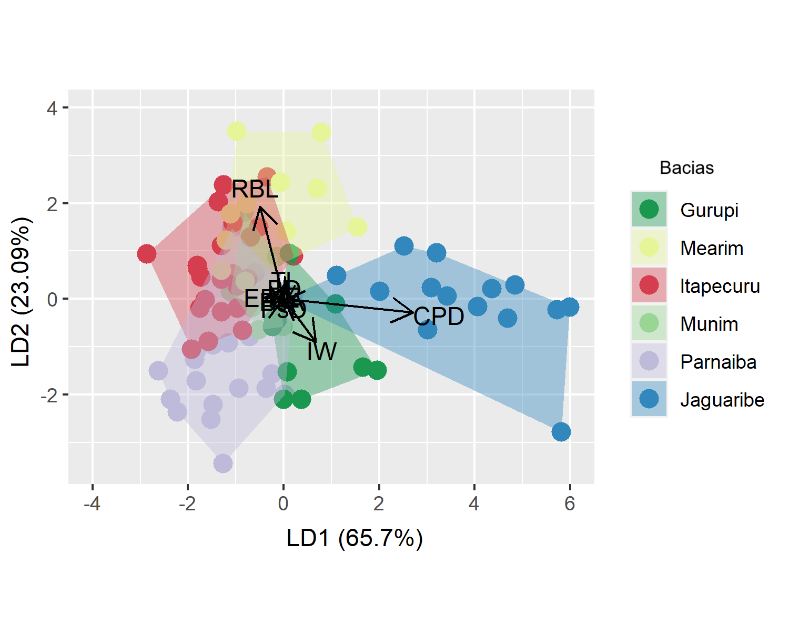 Bacias
Gurupi
Mearim
Itapecuru
Munim
Parnaiba
Jaguaribe
4
2
0
-2
-4
-2
0
2
4
6
LD2 (23.09%)
LD1 (65.7%)
RBL
CPD
IW